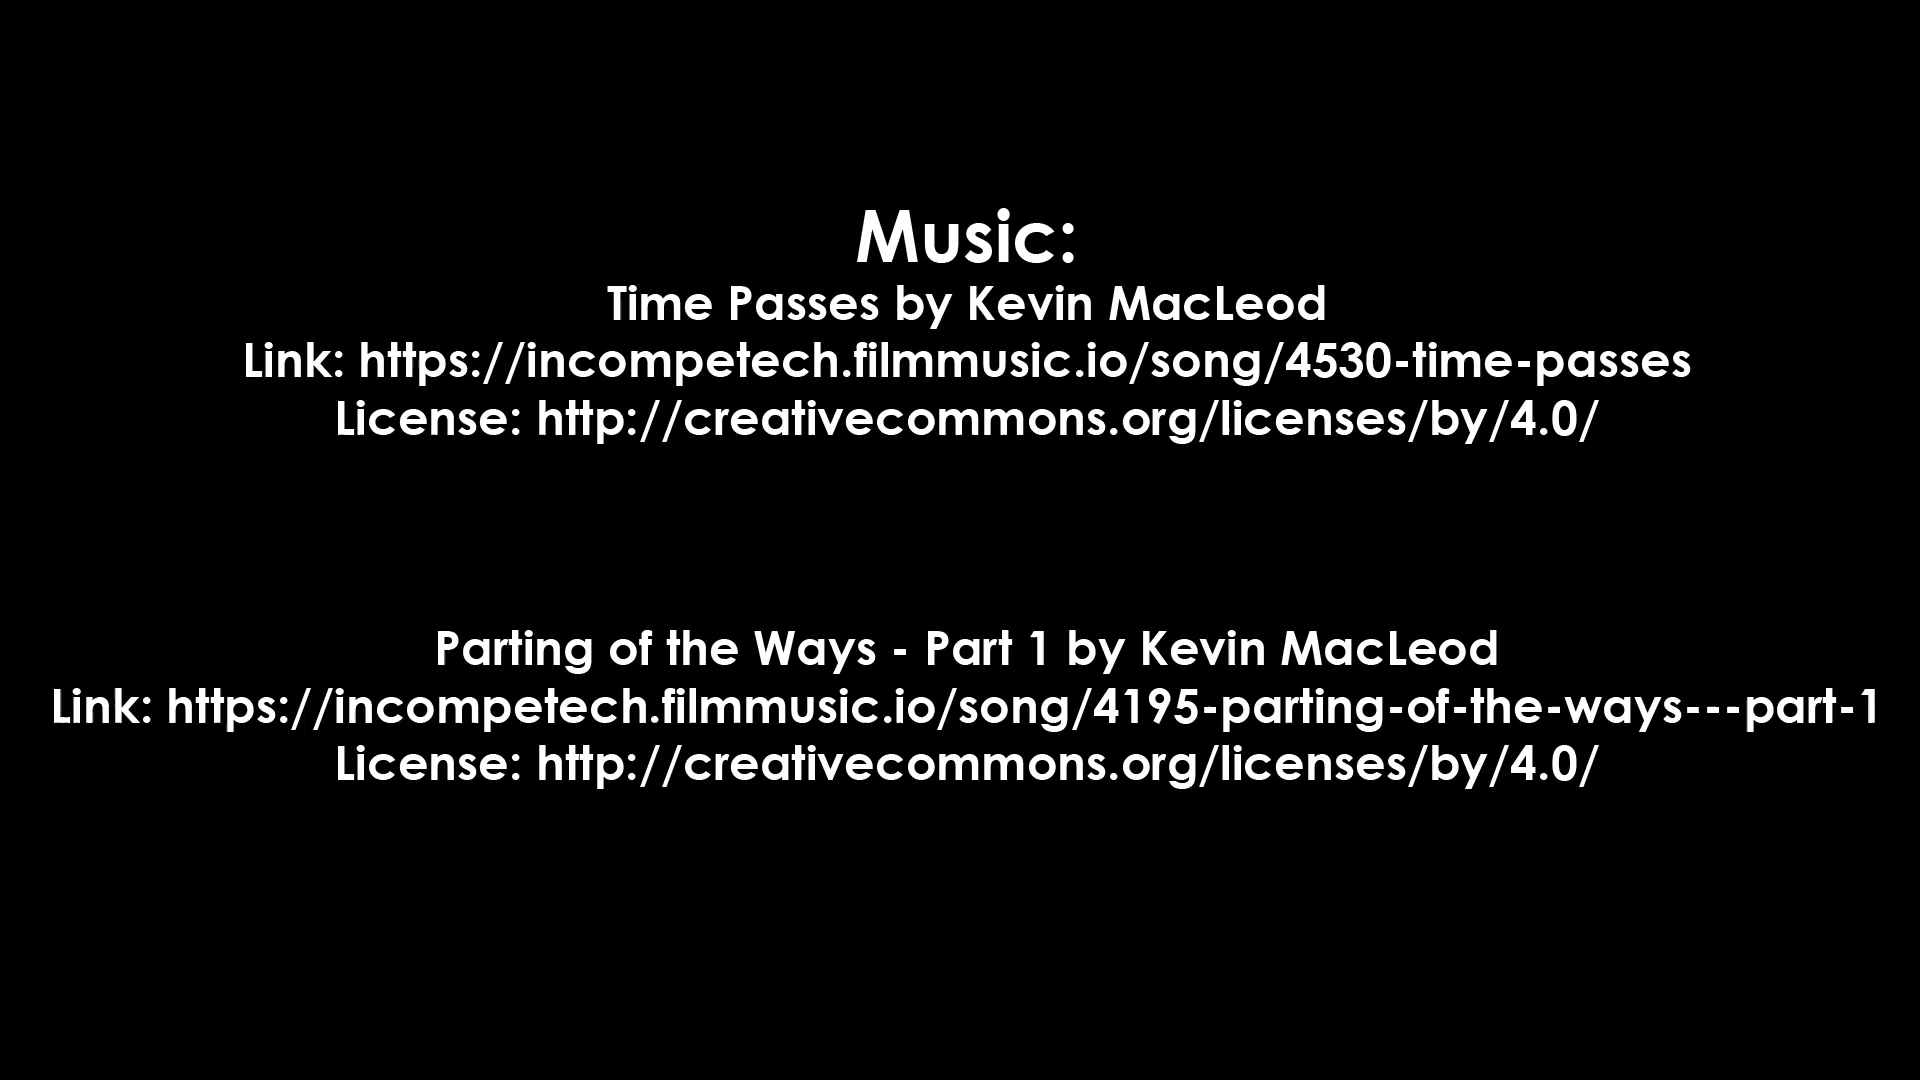 Music:
Time Passes by Kevin MacLeod
Link: https://incompetech.filmmusic.io/song/4530-time-passes
License: http://creativecommons.org/licenses/by/4.0/
Parting of the Ways - Part 1 by Kevin MacLeod
Link: https://incompetech.filmmusic.io/song/4195-parting-of-the-ways---part-1
License: http://creativecommons.org/licenses/by/4.0/